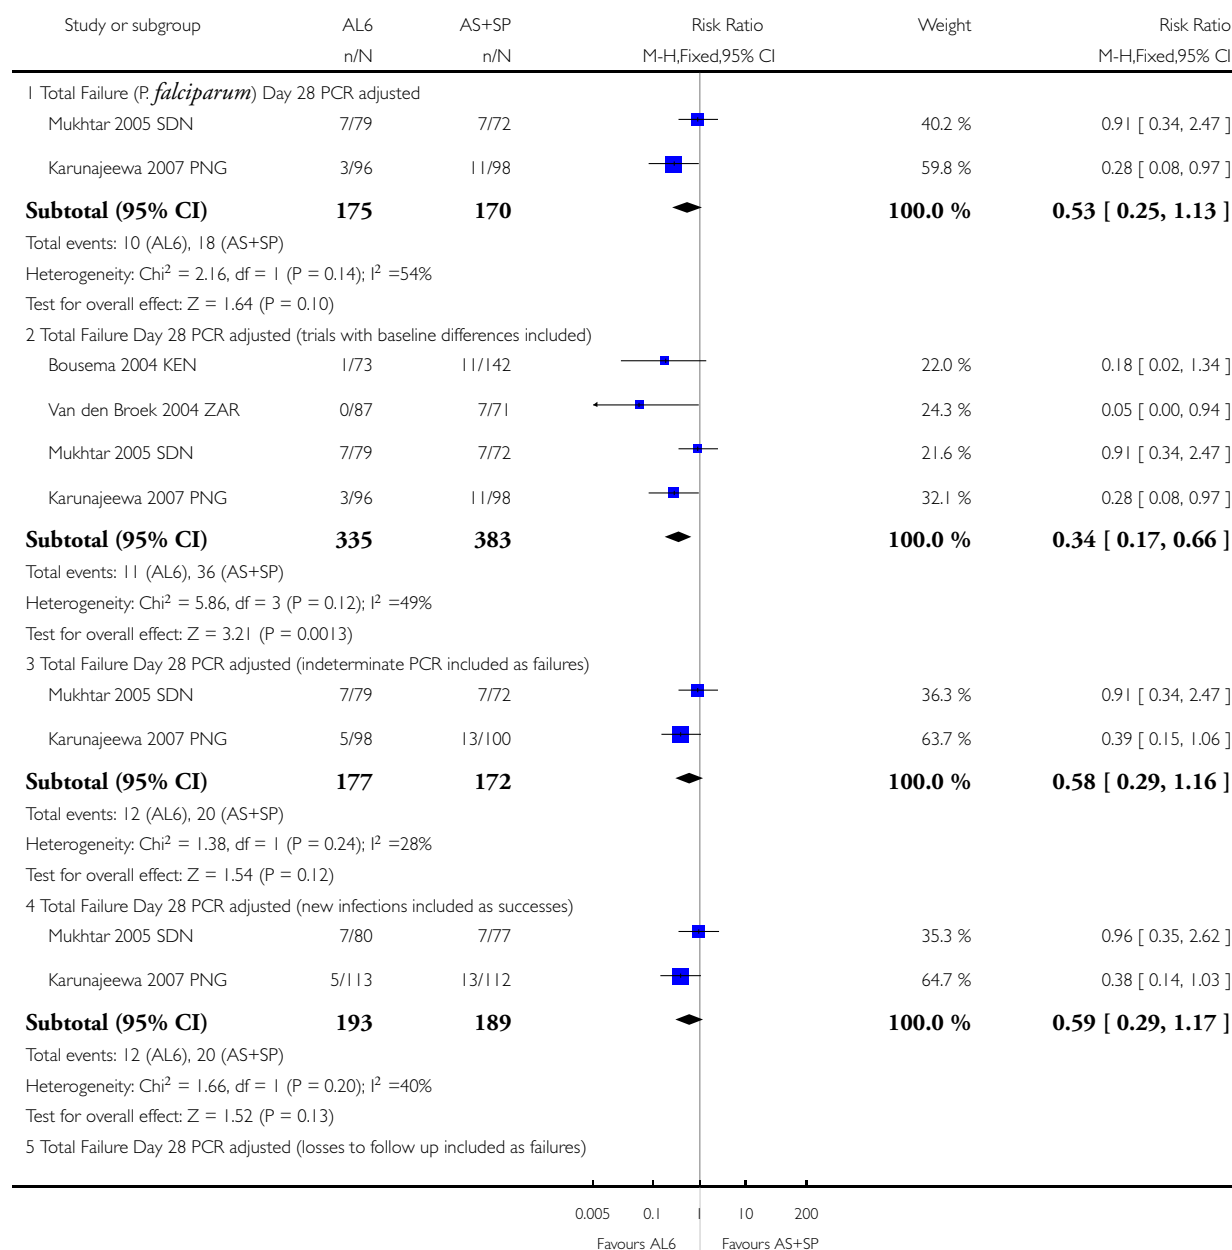 Study or subgroup AL6 AS+SP Risk Ratio Weight Risk Ratio
n/N n/N M-H,Fixed,95% CI M-H,Fixed,95% CI
1 Total Failure (P. falciparum) Day 28 PCR adjusted
Mukhtar 2005 SDN 7/79 7/72 40.2 % 0.91 [ 0.34, 2.47 ]
Karunajeewa 2007 PNG 3/96 11/98 59.8 % 0.28 [ 0.08, 0.97 ]
Subtotal (95% CI) 175 170 100.0 % 0.53 [ 0.25, 1.13 ]
Total events: 10 (AL6), 18 (AS+SP)
Heterogeneity: Chi² = 2.16, df = 1 (P = 0.14); I² =54%
Test for overall effect: Z = 1.64 (P = 0.10)
2 Total Failure Day 28 PCR adjusted (trials with baseline differences included)
Bousema 2004 KEN 1/73 11/142 22.0 % 0.18 [ 0.02, 1.34 ]
Van den Broek 2004 ZAR 0/87 7/71 24.3 % 0.05 [ 0.00, 0.94 ]
Mukhtar 2005 SDN 7/79 7/72 21.6 % 0.91 [ 0.34, 2.47 ]
Karunajeewa 2007 PNG 3/96 11/98 32.1 % 0.28 [ 0.08, 0.97 ]
Subtotal (95% CI) 335 383 100.0 % 0.34 [ 0.17, 0.66 ]
Total events: 11 (AL6), 36 (AS+SP)
Heterogeneity: Chi² = 5.86, df = 3 (P = 0.12); I² =49%
Test for overall effect: Z = 3.21 (P = 0.0013)
3 Total Failure Day 28 PCR adjusted (indeterminate PCR included as failures)
Mukhtar 2005 SDN 7/79 7/72 36.3 % 0.91 [ 0.34, 2.47 ]
Karunajeewa 2007 PNG 5/98 13/100 63.7 % 0.39 [ 0.15, 1.06 ]
Subtotal (95% CI) 177 172 100.0 % 0.58 [ 0.29, 1.16 ]
Total events: 12 (AL6), 20 (AS+SP)
Heterogeneity: Chi² = 1.38, df = 1 (P = 0.24); I² =28%
Test for overall effect: Z = 1.54 (P = 0.12)
4 Total Failure Day 28 PCR adjusted (new infections included as successes)
Mukhtar 2005 SDN 7/80 7/77 35.3 % 0.96 [ 0.35, 2.62 ]
Karunajeewa 2007 PNG 5/113 13/112 64.7 % 0.38 [ 0.14, 1.03 ]
Subtotal (95% CI) 193 189 100.0 % 0.59 [ 0.29, 1.17 ]
Total events: 12 (AL6), 20 (AS+SP)
Heterogeneity: Chi² = 1.66, df = 1 (P = 0.20); I² =40%
Test for overall effect: Z = 1.52 (P = 0.13)
5 Total Failure Day 28 PCR adjusted (losses to follow up included as failures)
0.005 0.1 1 10 200
Favours AL6 Favours AS+SP